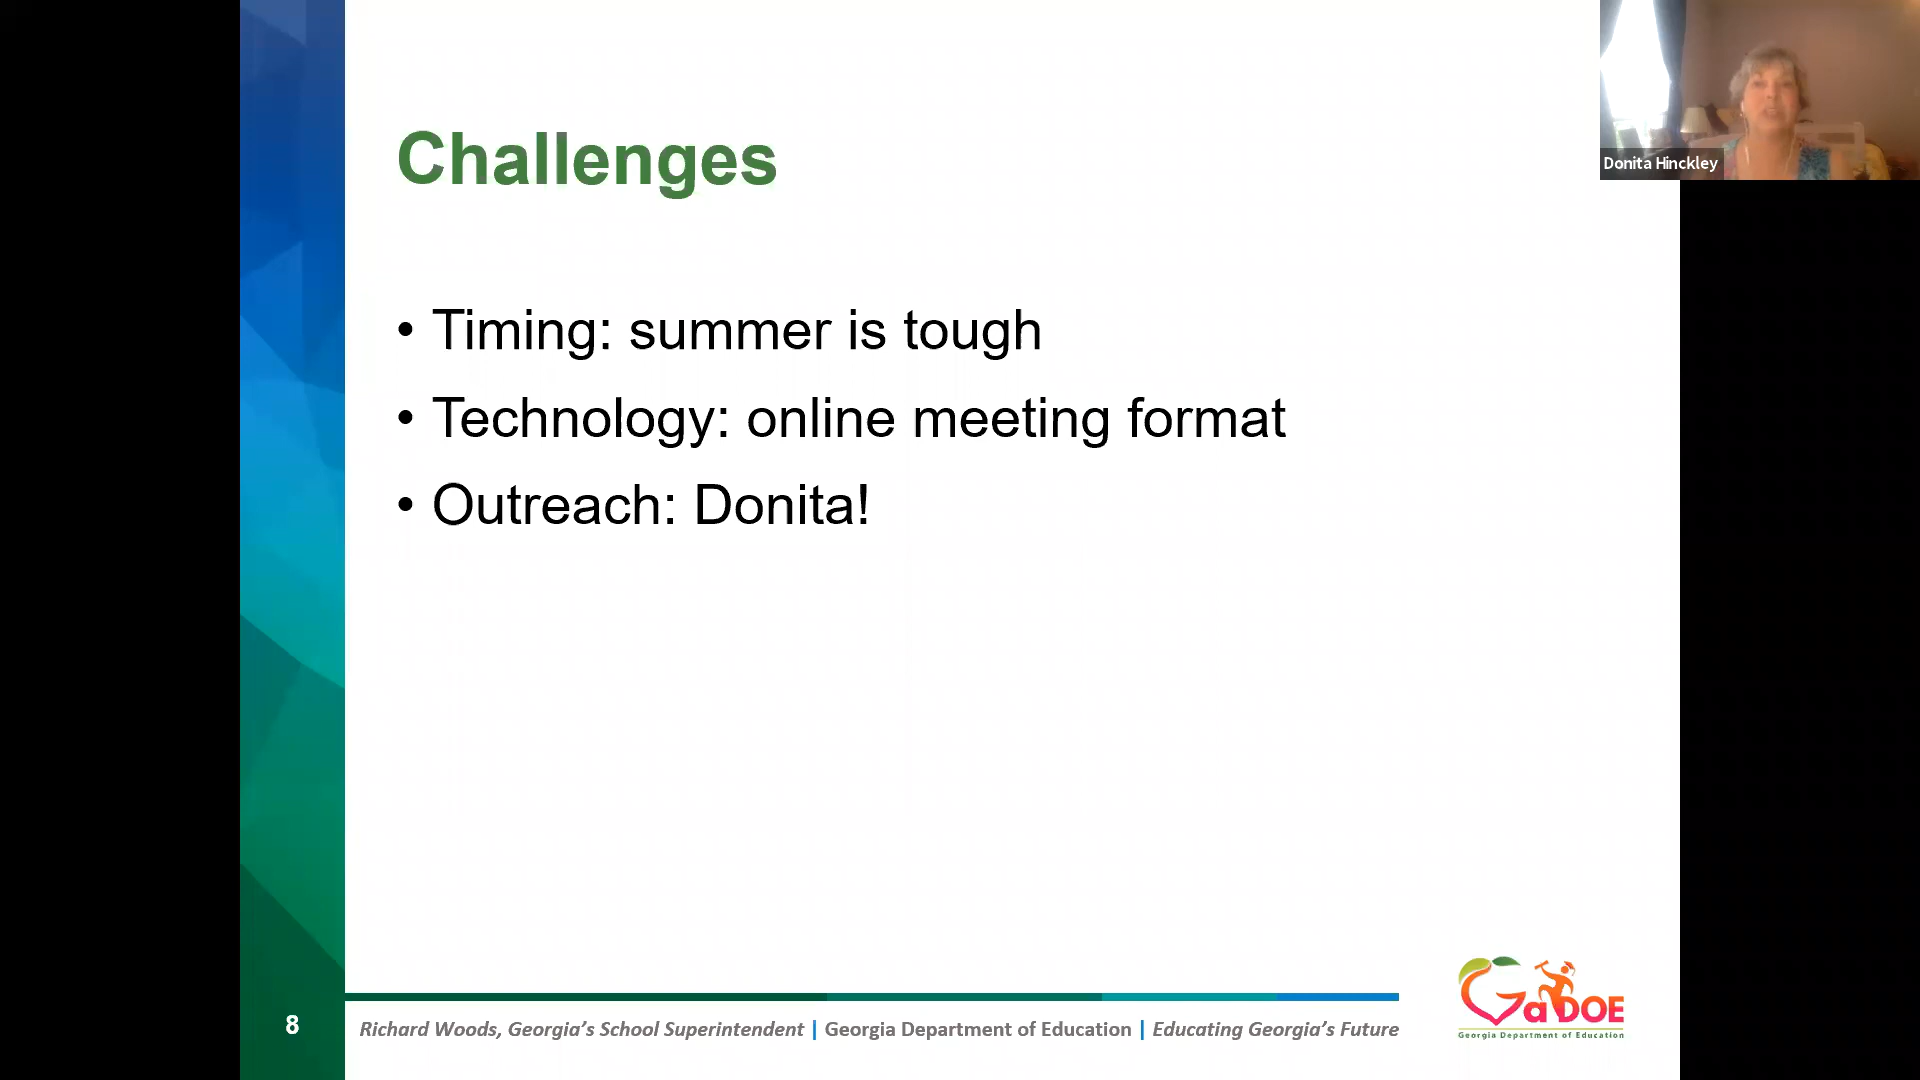 Challenges
• Timing: summer is tough
• Technology: online meeting format
• Outreach: Donita!
Donita Hinckley
8
Richard Woods, Georgia’s School Superintendent | Georgia Department of Education | Educating Georgia’s Future
GaDOE
Georgia Department of Education